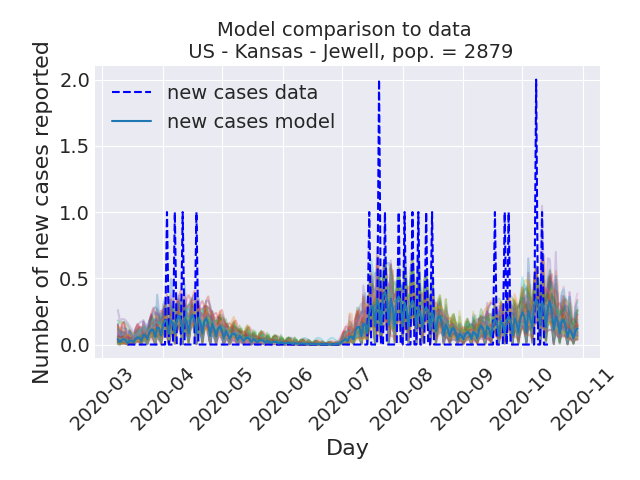 Model comparison to data
US - Kansas - Jewell, pop. = 2879
Number of new cases reported
2.0
1.5
1.0
0.5
0.0
new cases data
new cases model
2020-03
2020-04
2020-05
2020-06
2020-07
2020-08
2020-09
2020-10
2020-11
Day